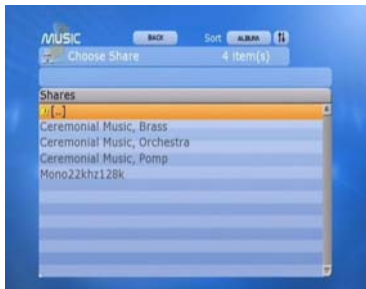 MUSIC BACK Sort ALBUM
Choose Share 4 item(s)
Shares
[..]
Ceremonial Music, Brass
Ceremonial Music, Orchestra
Ceremonial Music, Pomp
Mono22khz128k